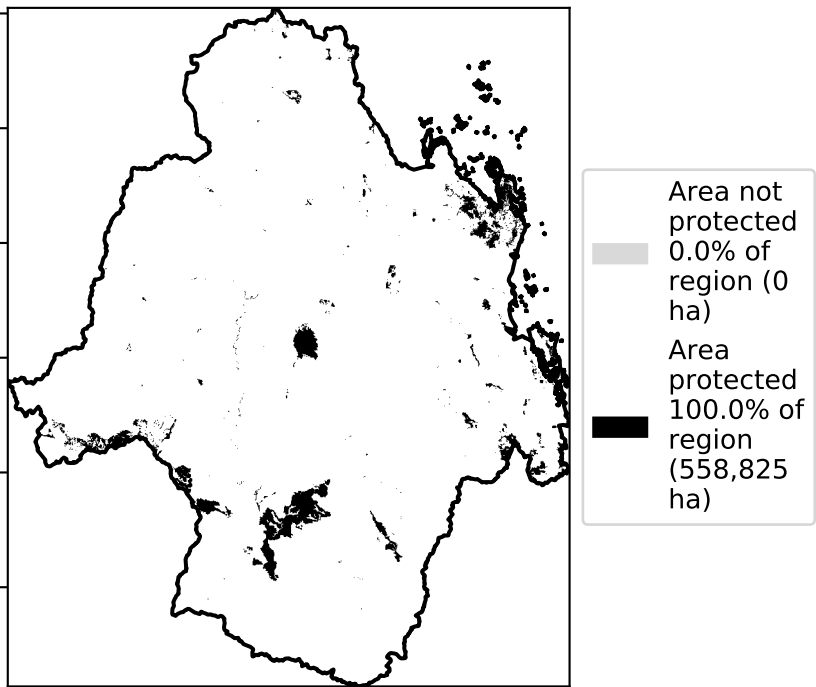 Area not
protected
0.0% of
region (0
ha)
Area
protected
100.0% of
region
(558,825
ha)